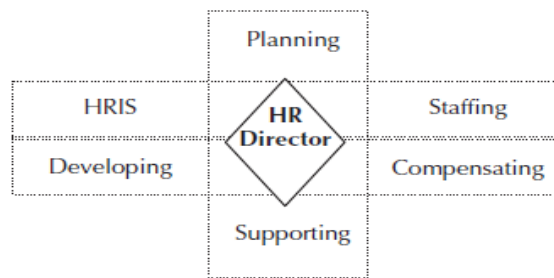 Planning
HRIS
HR
Director
Staffing
Developing
Compensating
Supporting